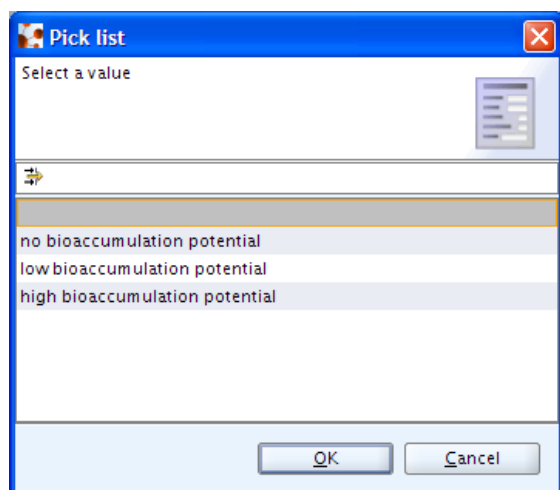 Pick list
Select a value
no bioaccumulation potential
low bioaccumulation potential
high bioaccumulation potential
OK
Cancel